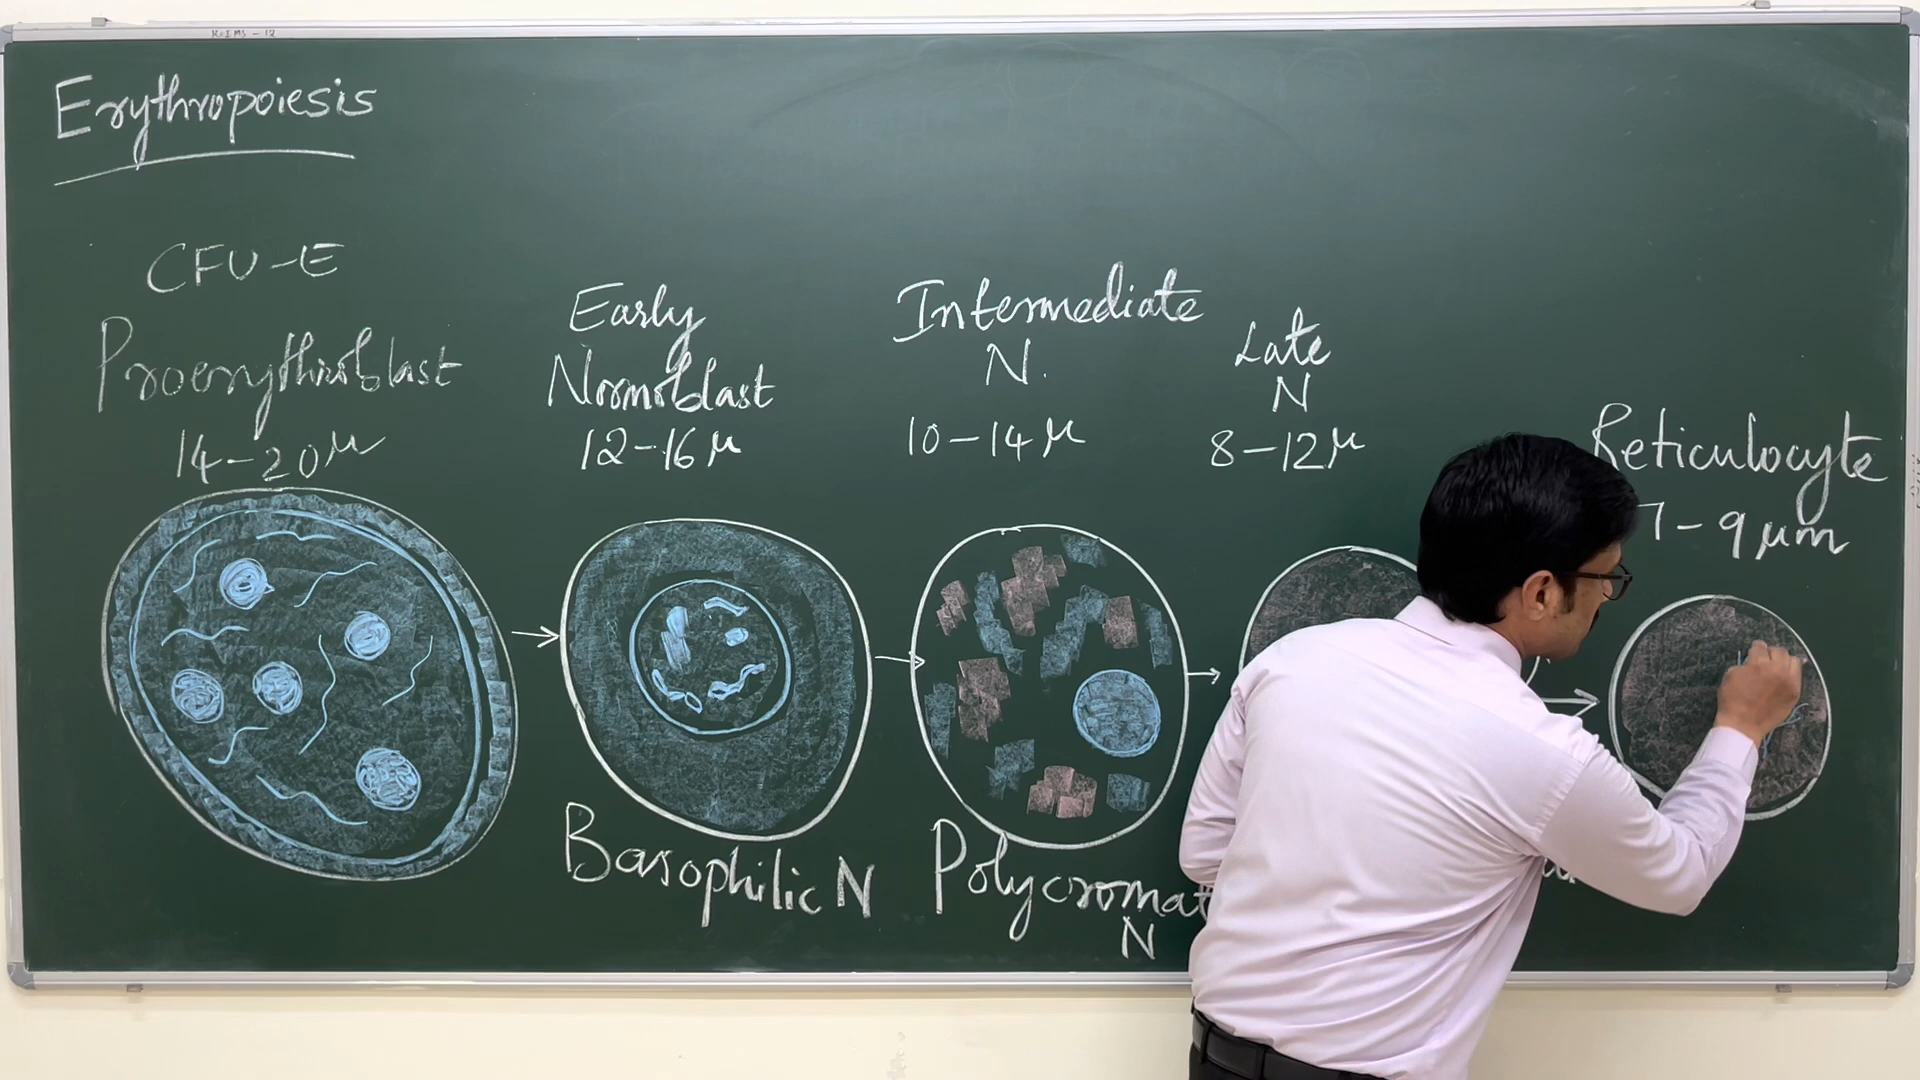 Erythropoiesis
CFU-E
Proerythroblast
14-20μ
Early
Normoblast
12-16μ
Basophilic N
Intermediate
N.
10-14μ
Polycromat
N
Late
N
8-12μ
Reticulocyte
7-9μm